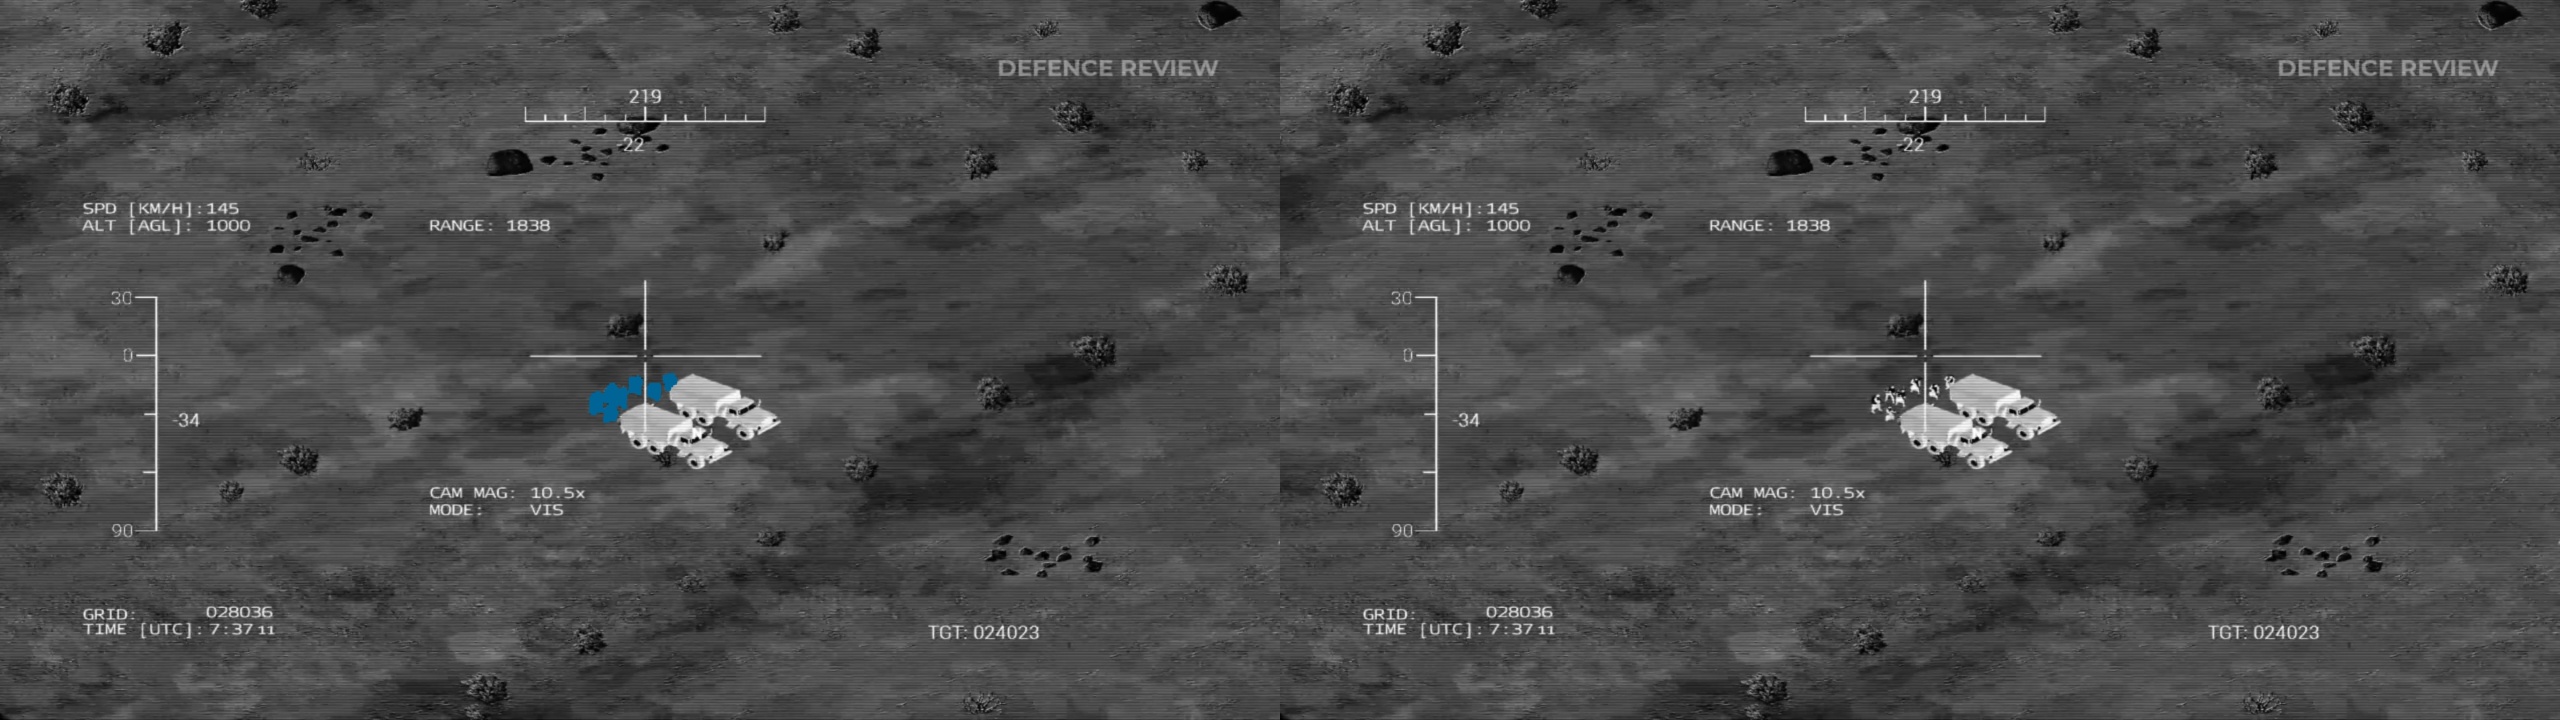 DEFENCE REVIEW
219
-22
SPD [KM/H]: 145
ALT [AGL]: 1000
RANGE: 1838
30
0
-34
90
CAM MAG: 10.5x
MODE: VIS
GRID: 028036
TIME [UTC]: 7:37 11
TGT: 024023
DEFENCE REVIEW
219
-22
SPD [KM/H]: 145
ALT [AGL]: 1000
RANGE: 1838
30
0
-34
90
CAM MAG: 10.5x
MODE: VIS
GRID: 028036
TIME [UTC]: 7:37 11
TGT: 024023